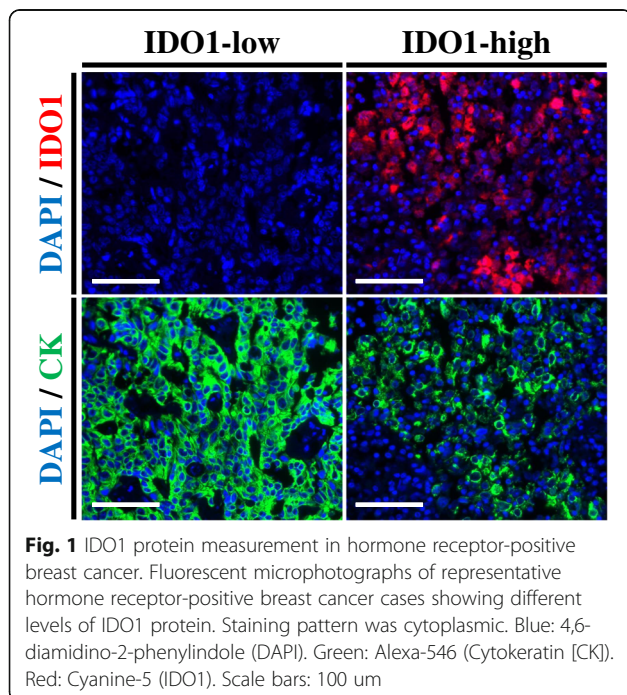 IDO1-low
IDO1-high
DAPI / IDO1
DAPI / CK
Fig. 1 IDO1 protein measurement in hormone receptor-positive
breast cancer. Fluorescent microphotographs of representative
hormone receptor-positive breast cancer cases showing different
levels of IDO1 protein. Staining pattern was cytoplasmic. Blue: 4,6-
diamidino-2-phenylindole (DAPI). Green: Alexa-546 (Cytokeratin [CK]).
Red: Cyanine-5 (IDO1). Scale bars: 100 um